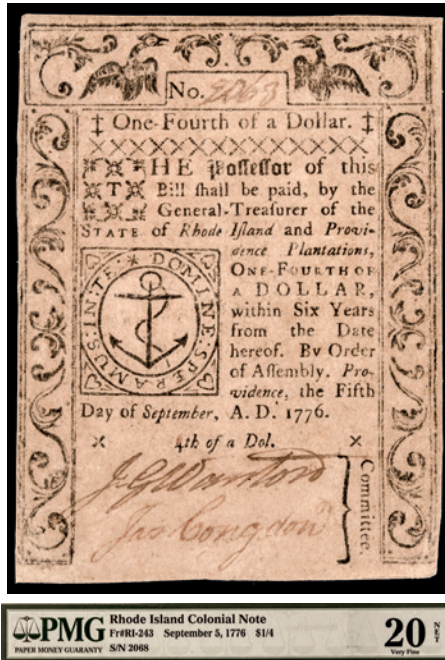 No. 2068
‡ One-Fourth of a Dollar. ‡
THE Poſſeſſor of this
Bill ſhall be paid, by the
General-Treaſurer of the
STATE of Rhode Iſland and Provi-
dence Plantations,
ONE-FOURTH OF
A DOLLAR,
within Six Years
from the Date
hereof. By Order
of Aſſembly. Pro-
vidence, the Fifth
Day of September, A. D. 1776.
IN TE * DOMINE: SPERAMUS:
4th of a Dol.
J G Wanton
Jas Congdon
Committee.
PMG
PAPER MONEY GUARANTY
Rhode Island Colonial Note
Fr#RI-243 September 5, 1776 $1/4
S/N 2068
20 NET
Very Fine